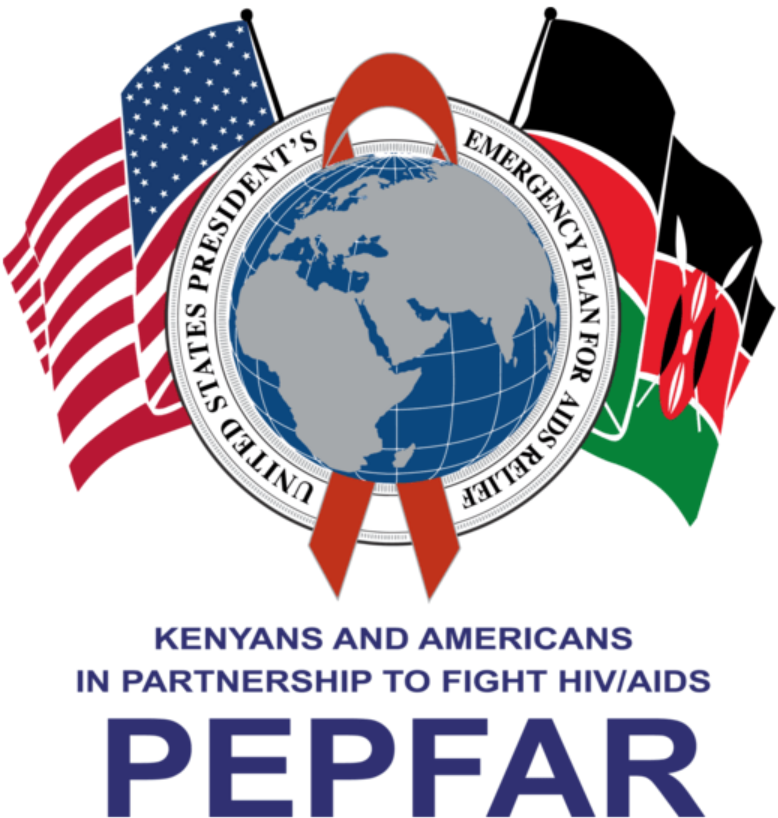 UNITED STATES PRESIDENT'S
EMERGENCY PLAN FOR AIDS RELIEF
KENYANS AND AMERICANS
IN PARTNERSHIP TO FIGHT HIV/AIDS
PEPFAR